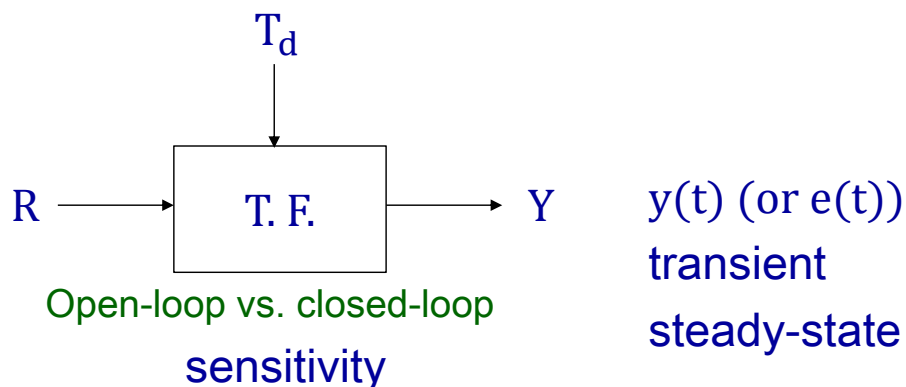 T_d
R
T. F.
Y
y(t) (or e(t))
transient
steady-state
Open-loop vs. closed-loop
sensitivity